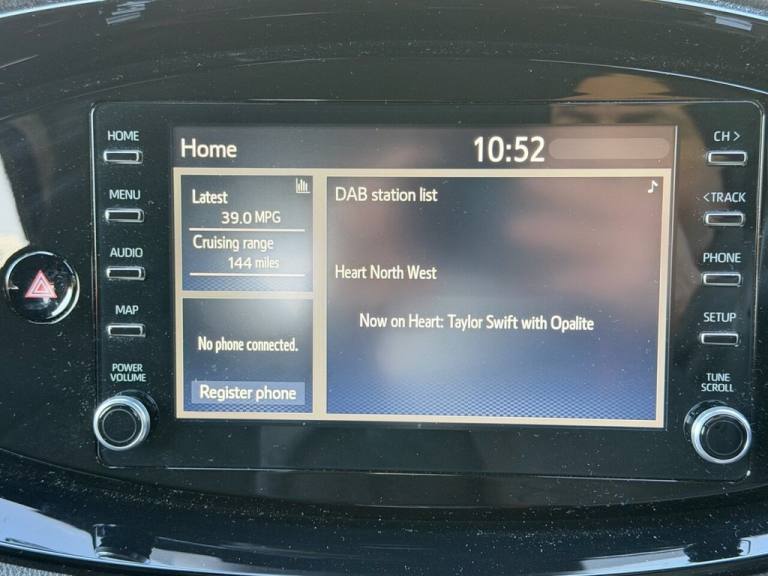 HOME
MENU
AUDIO
MAP
POWER
VOLUME
Home
10:52
Latest
39.0 MPG
Cruising range
144 miles
No phone connected.
Register phone
DAB station list
Heart North West
Now on Heart: Taylor Swift with Opalite
CH >
<TRACK
PHONE
SETUP
TUNE
SCROLL